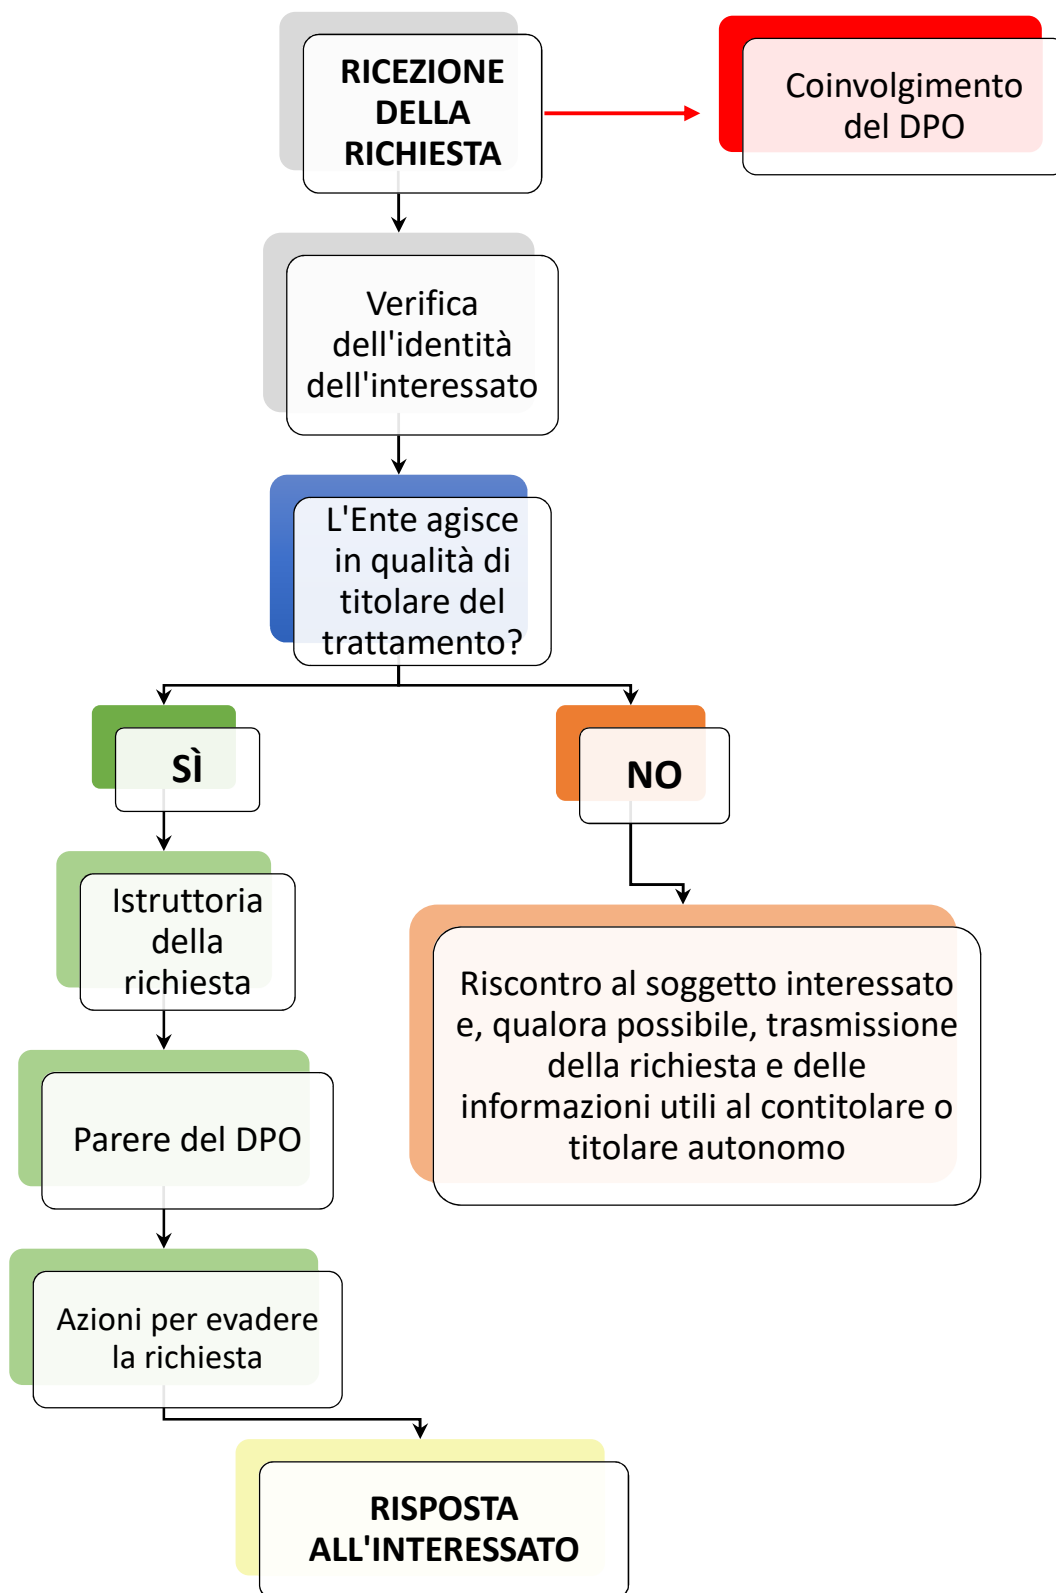 RICEZIONE
DELLA
RICHIESTA
Coinvolgimento
del DPO
Verifica
dell'identità
dell'interessato
L'Ente agisce
in qualità di
titolare del
trattamento?
SÌ
NO
Istruttoria
della
richiesta
Riscontro al soggetto interessato
e, qualora possibile, trasmissione
della richiesta e delle
informazioni utili al contitolare o
titolare autonomo
Parere del DPO
Azioni per evadere
la richiesta
RISPOSTA
ALL'INTERESSATO